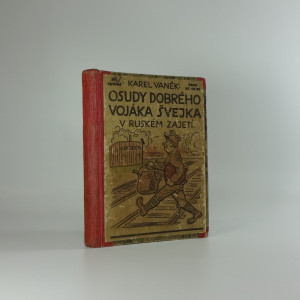 KAREL VANĚK:
OSUDY DOBRÉHO
VOJÁKA ŠVEJKA
V RUSKÉM ZAJETÍ